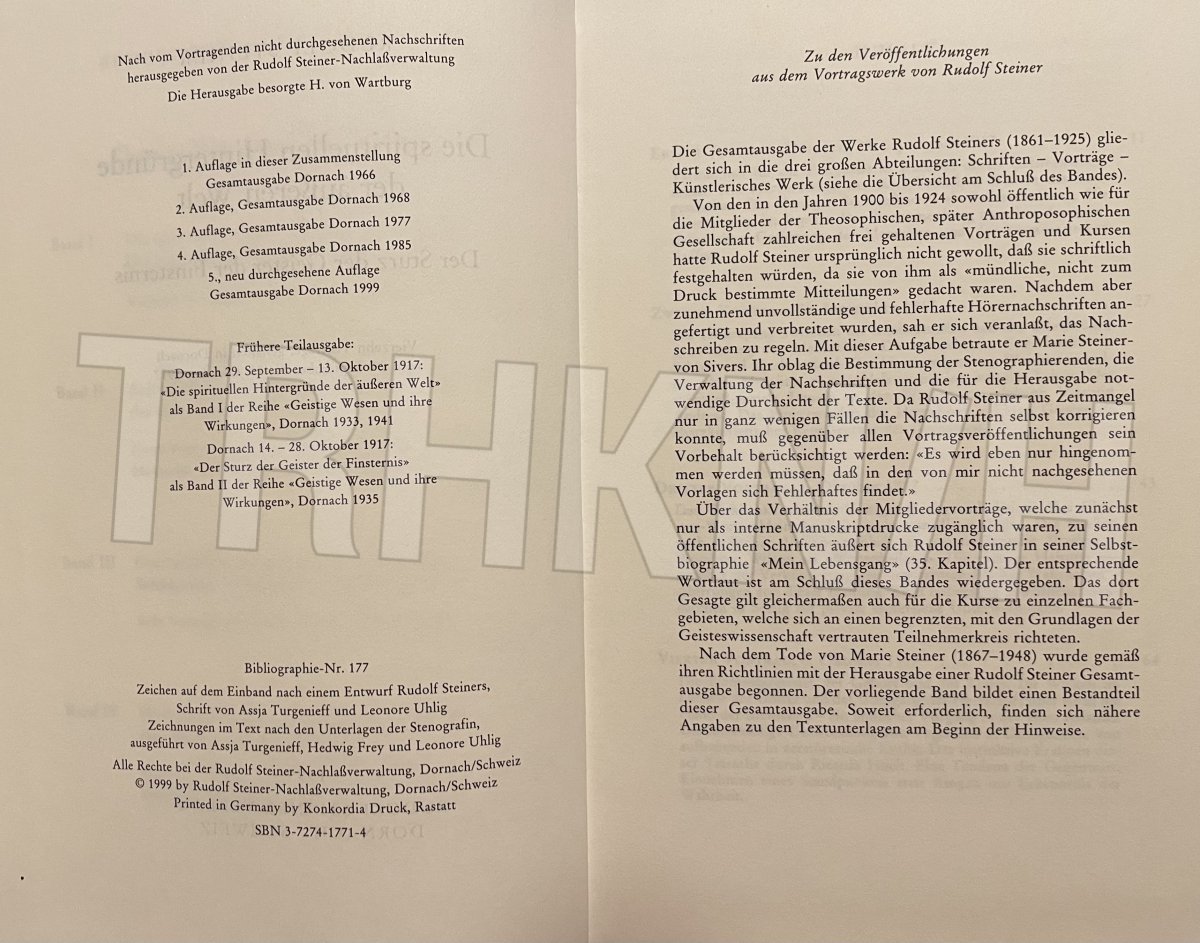 Nach vom Vortragenden nicht durchgesehenen Nachschriften
herausgegeben von der Rudolf Steiner-Nachlaßverwaltung
Die Herausgabe besorgte H. von Wartburg
1. Auflage in dieser Zusammenstellung
Gesamtausgabe Dornach 1966
2. Auflage, Gesamtausgabe Dornach 1968
3. Auflage, Gesamtausgabe Dornach 1977
4. Auflage, Gesamtausgabe Dornach 1985
5., neu durchgesehene Auflage
Gesamtausgabe Dornach 1999
Frühere Teilausgabe:
Dornach 29. September – 13. Oktober 1917:
«Die spirituellen Hintergründe der äußeren Welt»
als Band I der Reihe «Geistige Wesen und ihre
Wirkungen», Dornach 1933, 1941
Dornach 14. – 28. Oktober 1917:
«Der Sturz der Geister der Finsternis»
als Band II der Reihe «Geistige Wesen und ihre
Wirkungen», Dornach 1935
Bibliographie-Nr. 177
Zeichen auf dem Einband nach einem Entwurf Rudolf Steiners,
Schrift von Assja Turgenieff und Leonore Uhlig
Zeichnungen im Text nach den Unterlagen der Stenografin,
ausgeführt von Assja Turgenieff, Hedwig Frey und Leonore Uhlig
Alle Rechte bei der Rudolf Steiner-Nachlaßverwaltung, Dornach/Schweiz
© 1999 by Rudolf Steiner-Nachlaßverwaltung, Dornach/Schweiz
Printed in Germany by Konkordia Druck, Rastatt
SBN 3-7274-1771-4
Zu den Veröffentlichungen
aus dem Vortragswerk von Rudolf Steiner
Die Gesamtausgabe der Werke Rudolf Steiners (1861–1925) glie-
dert sich in die drei großen Abteilungen: Schriften – Vorträge –
Künstlerisches Werk (siehe die Übersicht am Schluß des Bandes).
Von den in den Jahren 1900 bis 1924 sowohl öffentlich wie für
die Mitglieder der Theosophischen, später Anthroposophischen
Gesellschaft zahlreichen frei gehaltenen Vorträgen und Kursen
hatte Rudolf Steiner ursprünglich nicht gewollt, daß sie schriftlich
festgehalten würden, da sie von ihm als «mündliche, nicht zum
Druck bestimmte Mitteilungen» gedacht waren. Nachdem aber
zunehmend unvollständige und fehlerhafte Hörernachschriften an-
gefertigt und verbreitet wurden, sah er sich veranlaßt, das Nach-
schreiben zu regeln. Mit dieser Aufgabe betraute er Marie Steiner-
von Sivers. Ihr oblag die Bestimmung der Stenographierenden, die
Verwaltung der Nachschriften und die für die Herausgabe not-
wendige Durchsicht der Texte. Da Rudolf Steiner aus Zeitmangel
nur in ganz wenigen Fällen die Nachschriften selbst korrigieren
konnte, muß gegenüber allen Vortragsveröffentlichungen sein
Vorbehalt berücksichtigt werden: «Es wird eben nur hingenom-
men werden müssen, daß in den von mir nicht nachgesehenen
Vorlagen sich Fehlerhaftes findet.»
Über das Verhältnis der Mitgliedervorträge, welche zunächst
nur als interne Manuskriptdrucke zugänglich waren, zu seinen
öffentlichen Schriften äußert sich Rudolf Steiner in seiner Selbst-
biographie «Mein Lebensgang» (35. Kapitel). Der entsprechende
Wortlaut ist am Schluß dieses Bandes wiedergegeben. Das dort
Gesagte gilt gleichermaßen auch für die Kurse zu einzelnen Fach-
gebieten, welche sich an einen begrenzten, mit den Grundlagen der
Geisteswissenschaft vertrauten Teilnehmerkreis richteten.
Nach dem Tode von Marie Steiner (1867–1948) wurde gemäß
ihren Richtlinien mit der Herausgabe einer Rudolf Steiner Gesamt-
ausgabe begonnen. Der vorliegende Band bildet einen Bestandteil
dieser Gesamtausgabe. Soweit erforderlich, finden sich nähere
Angaben zu den Textunterlagen am Beginn der Hinweise.